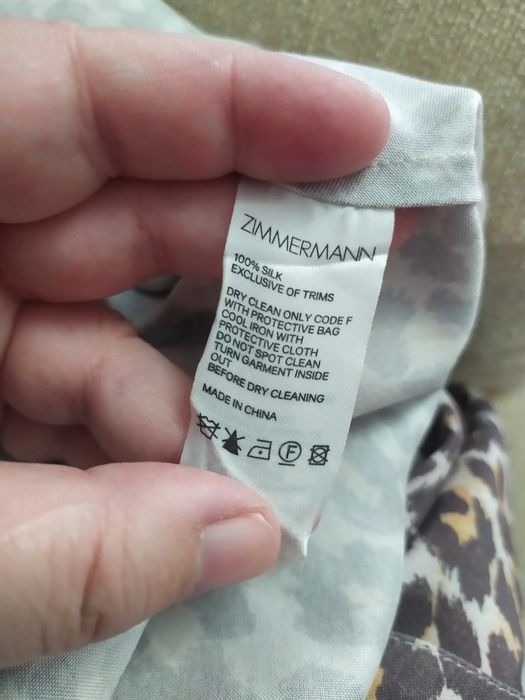 ZIMMERMANN
100% SILK
EXCLUSIVE OF TRIMS
DRY CLEAN ONLY CODE F
WITH PROTECTIVE BAG
COOL IRON WITH
PROTECTIVE CLOTH
DO NOT SPOT CLEAN
TURN GARMENT INSIDE
OUT
BEFORE DRY CLEANING
MADE IN CHINA
F